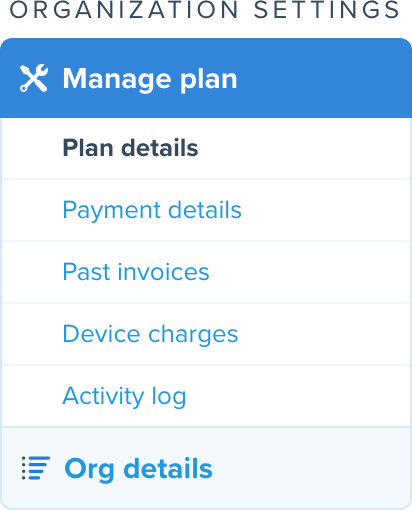 ORGANIZATION SETTINGS
Manage plan
Plan details
Payment details
Past invoices
Device charges
Activity log
Org details